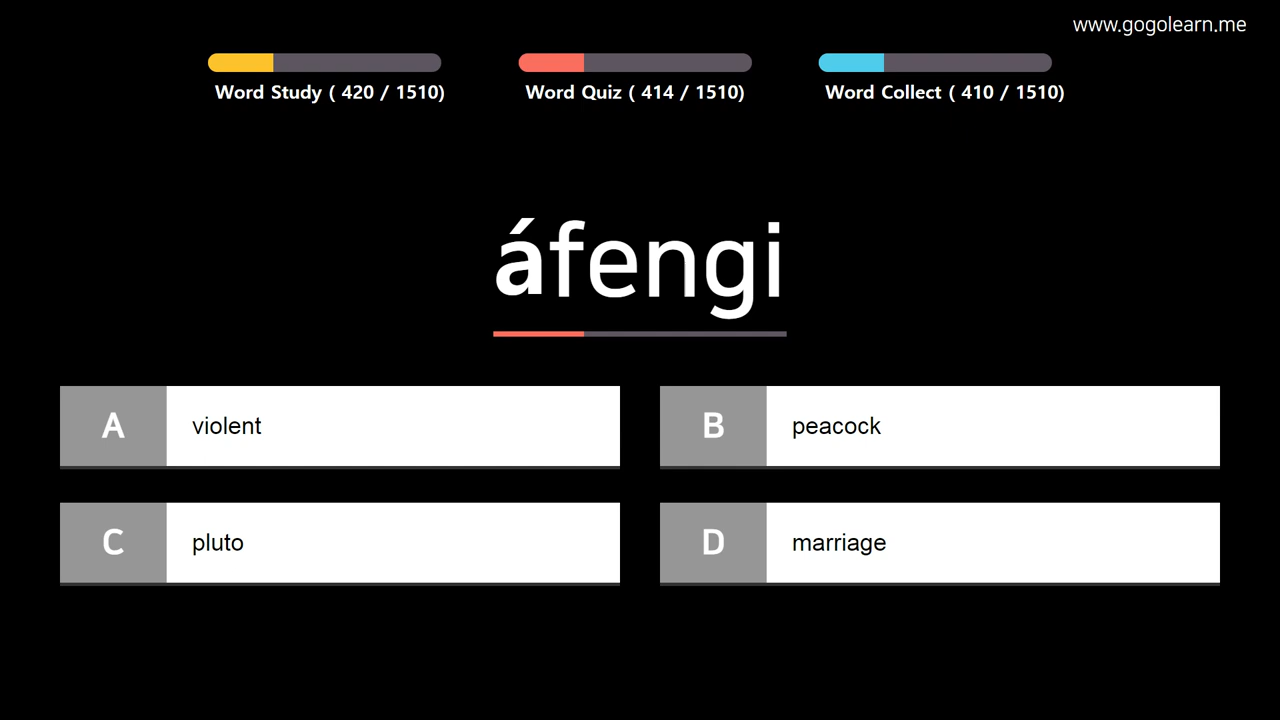 www.gogolearn.me
Word Study ( 420 / 1510)
Word Quiz ( 414 / 1510)
Word Collect ( 410 / 1510)
áfengi
A violent
B peacock
C pluto
D marriage